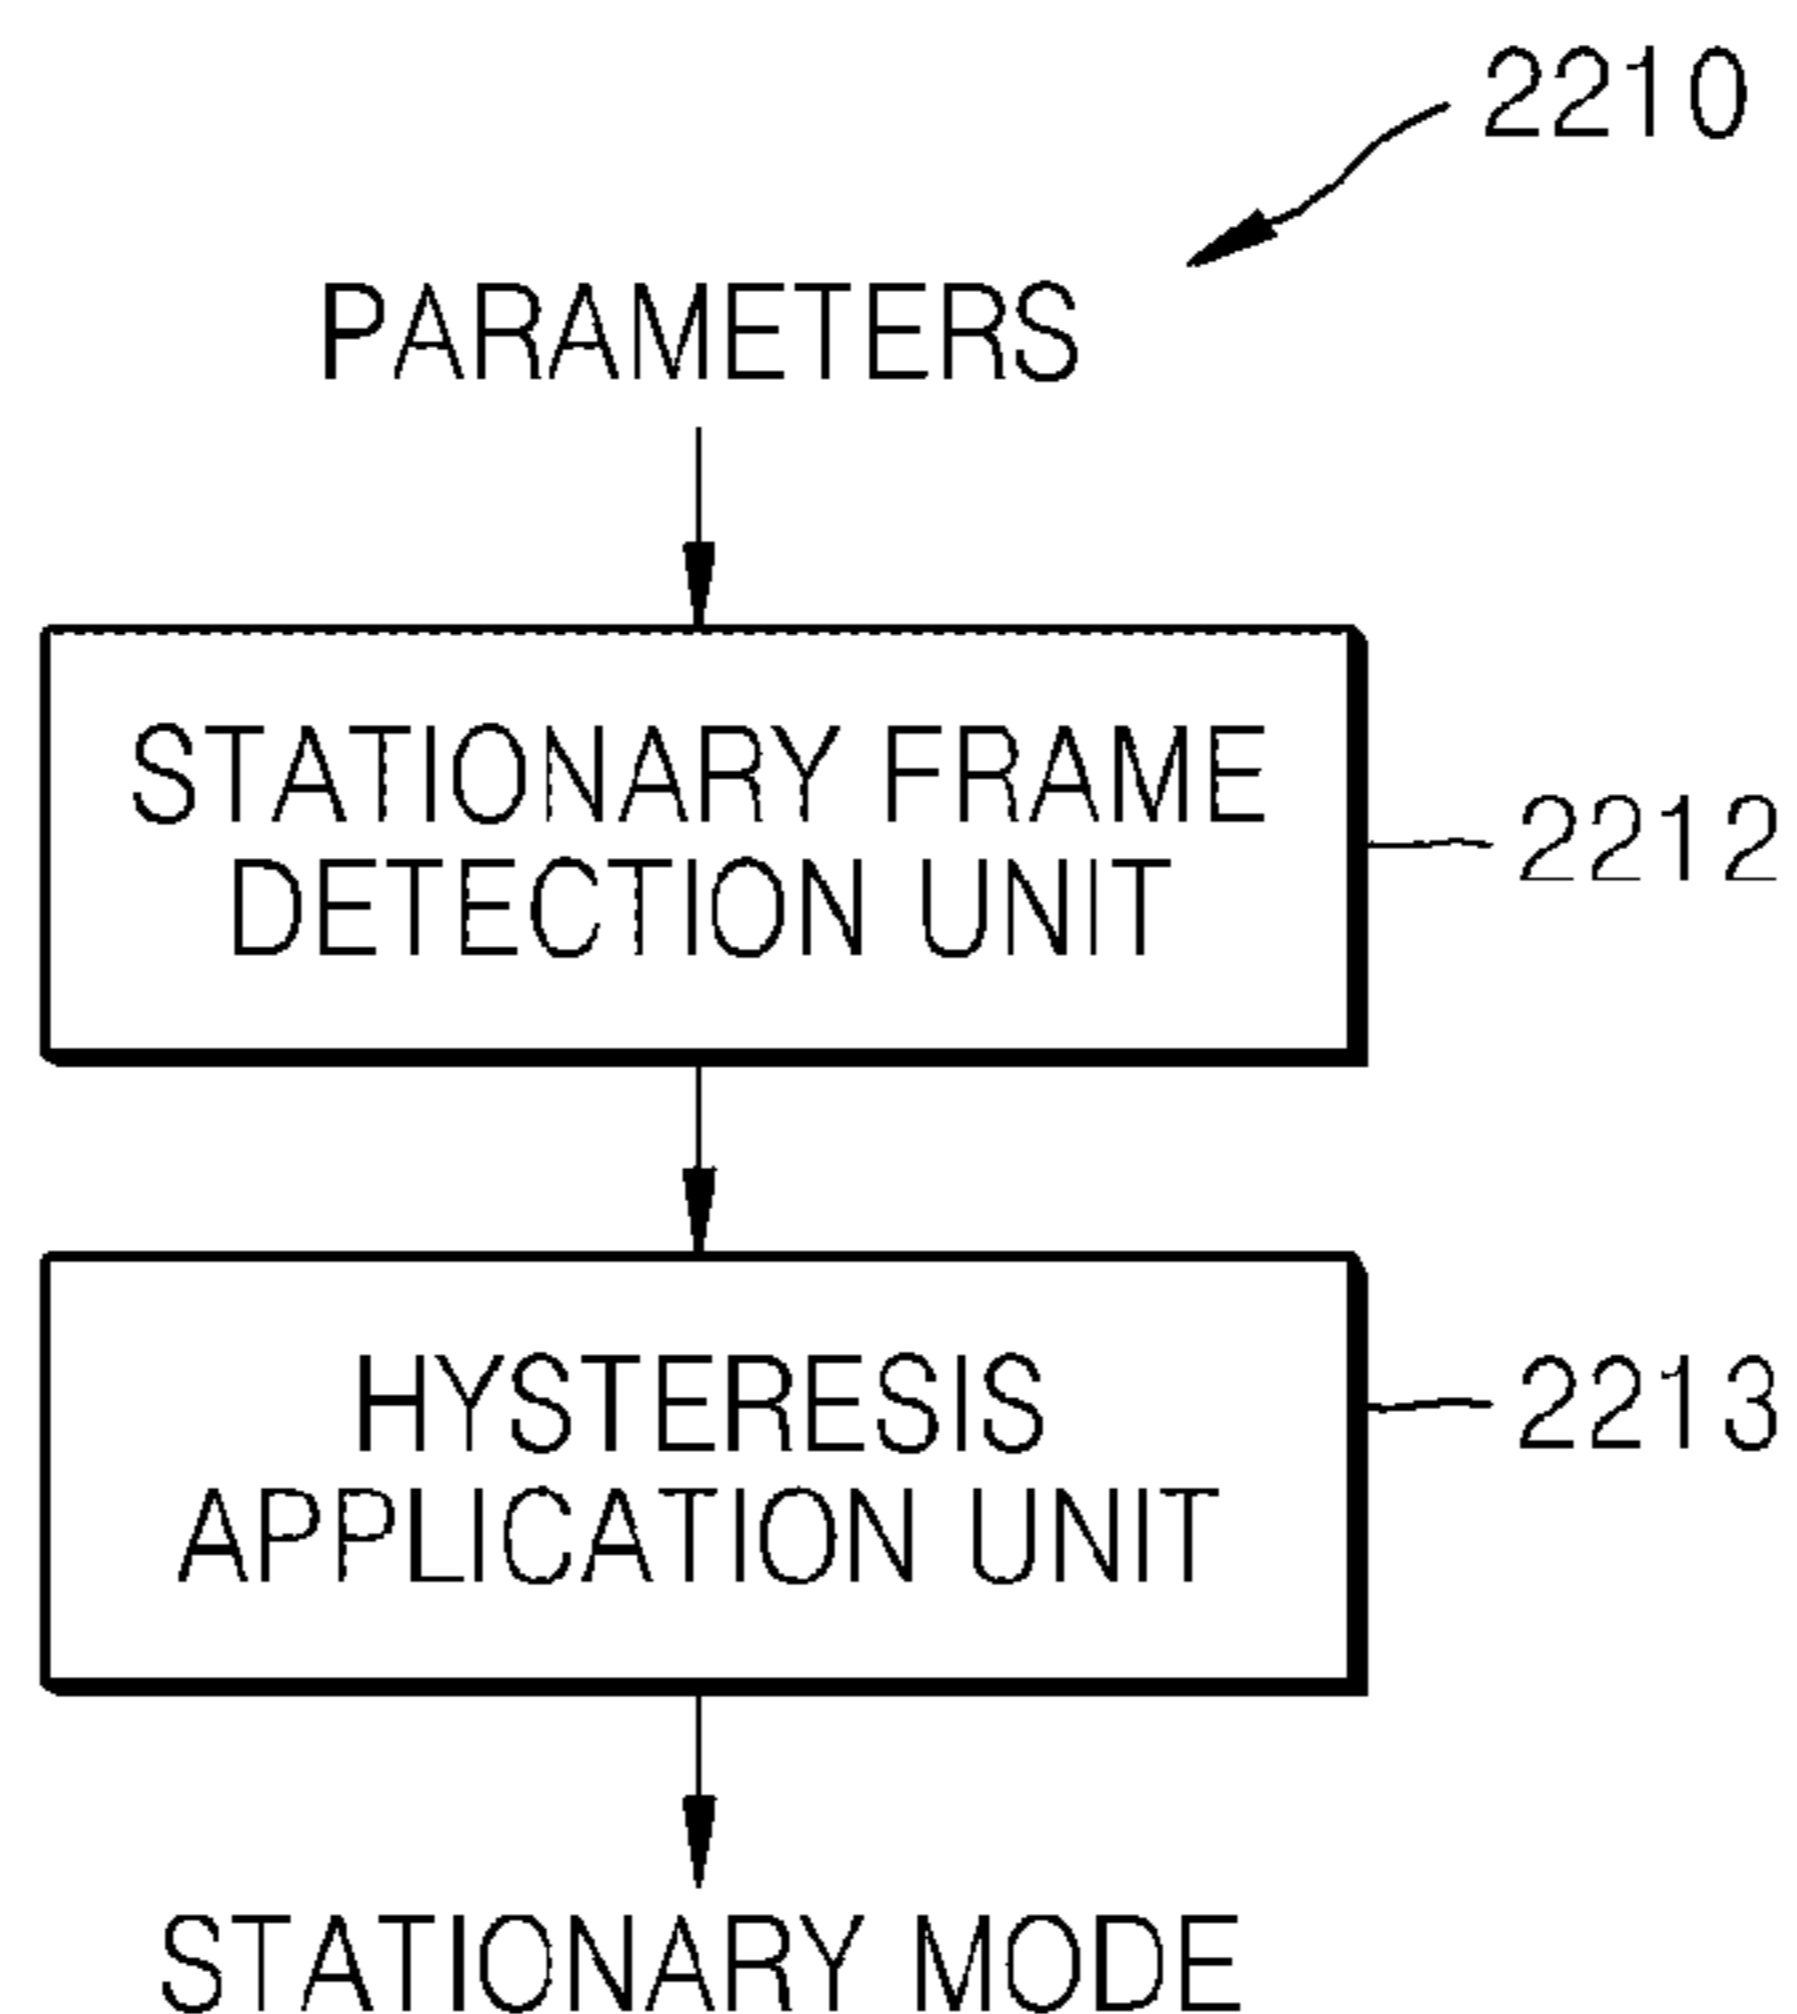 2210
PARAMETERS
STATIONARY FRAME
DETECTION UNIT
2212
HYSTERESIS
APPLICATION UNIT
2213
STATIONARY MODE